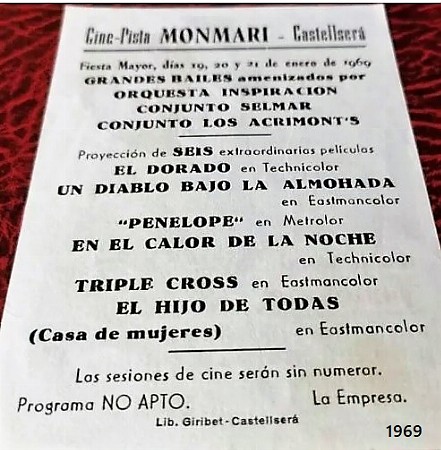 Cine-Pista MONMARI - Castellserá
Fiesta Mayor, días 19, 20 y 21 de enero de 1969
GRANDES BAILES amenizados por
ORQUESTA INSPIRACION
CONJUNTO SELMAR
CONJUNTO LOS ACRIMONT'S
Proyección de SEIS extraordinarias películas
EL DORADO en Technicolor
UN DIABLO BAJO LA ALMOHADA
en Eastmancolor
"PENELOPE" en Metrolor
EN EL CALOR DE LA NOCHE
en Technicolor
TRIPLE CROSS en Eastmancolor
EL HIJO DE TODAS
(Casa de mujeres) en Eastmancolor
Las sesiones de cine serán sin numerar.
Programa NO APTO. La Empresa.
Lib. Giribet-Castellserá
1969